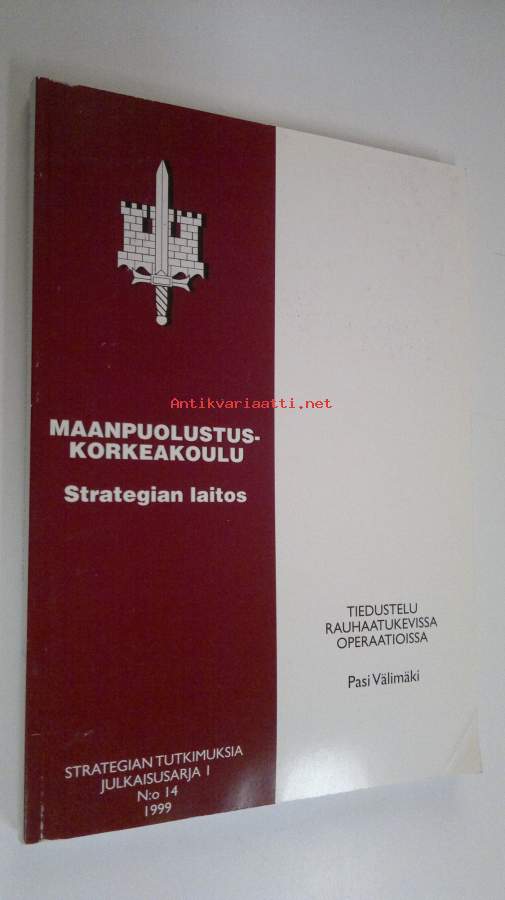 Antikvariaatti.net
MAANPUOLUSTUS-
KORKEAKOULU
Strategian laitos
TIEDUSTELU
RAUHAATUKEVISSA
OPERAATIOISSA
Pasi Välimäki
STRATEGIAN TUTKIMUKSIA
JULKAISUSARJA 1
N:o 14
1999